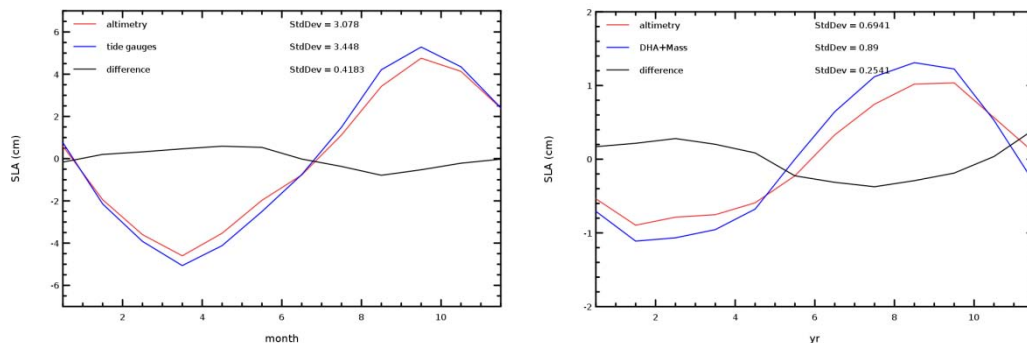 altimetry StdDev = 3.078
tide gauges StdDev = 3.448
difference StdDev = 0.4183
6
4
2
0
-2
-4
-6
SLA (cm)
2 4 6 8 10
month
2
altimetry StdDev = 0.6941
DHA+Mass StdDev = 0.89
difference StdDev = 0.2541
1
0
-1
-2
SLA (cm)
2 4 6 8 10
yr